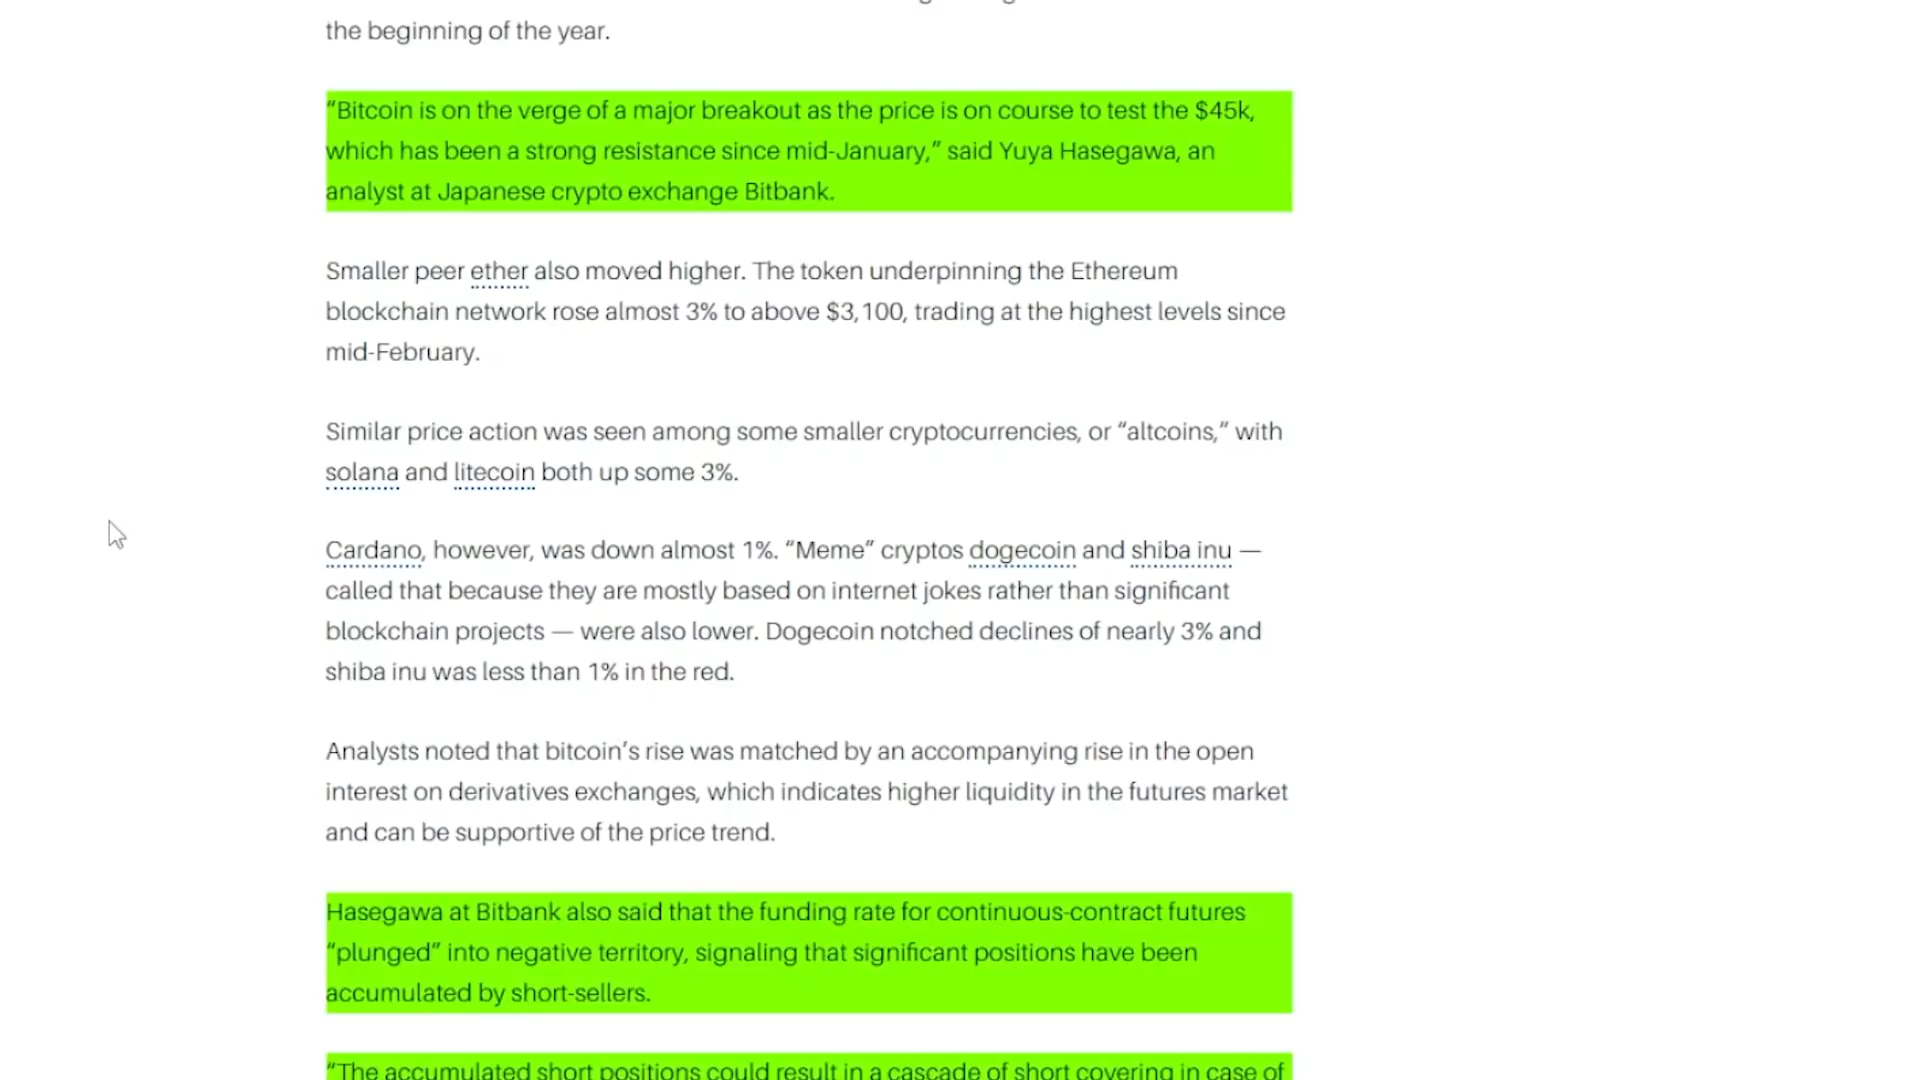 the beginning of the year.
“Bitcoin is on the verge of a major breakout as the price is on course to test the $45k,
which has been a strong resistance since mid-January,” said Yuya Hasegawa, an
analyst at Japanese crypto exchange Bitbank.
Smaller peer ether also moved higher. The token underpinning the Ethereum
blockchain network rose almost 3% to above $3,100, trading at the highest levels since
mid-February.
Similar price action was seen among some smaller cryptocurrencies, or “altcoins,” with
solana and litecoin both up some 3%.
Cardano, however, was down almost 1%. “Meme” cryptos dogecoin and shiba inu —
called that because they are mostly based on internet jokes rather than significant
blockchain projects — were also lower. Dogecoin notched declines of nearly 3% and
shiba inu was less than 1% in the red.
Analysts noted that bitcoin’s rise was matched by an accompanying rise in the open
interest on derivatives exchanges, which indicates higher liquidity in the futures market
and can be supportive of the price trend.
Hasegawa at Bitbank also said that the funding rate for continuous-contract futures
“plunged” into negative territory, signaling that significant positions have been
accumulated by short-sellers.
“The accumulated short positions could result in a cascade of short covering in case of